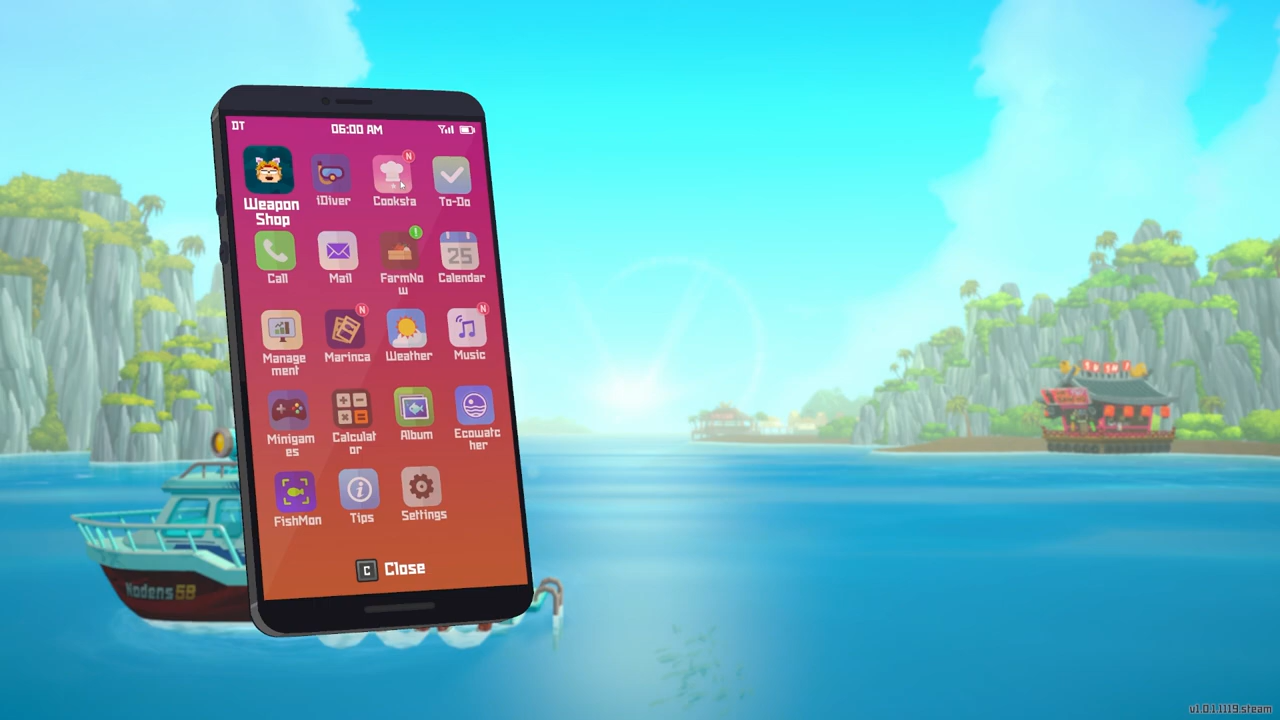 DT
06:00 AM
N
Weapon
Shop
iDiver
Cooksta
To-Do
!
25
Call
Mail
FarmNo
w
Calendar
N
N
Manage
ment
Marinca
Weather
Music
Minigam
es
Calculat
or
Album
Ecowatc
her
FishMon
Tips
Settings
C Close
Nodens 58
SUSHI
v1.0.1.1119.steam